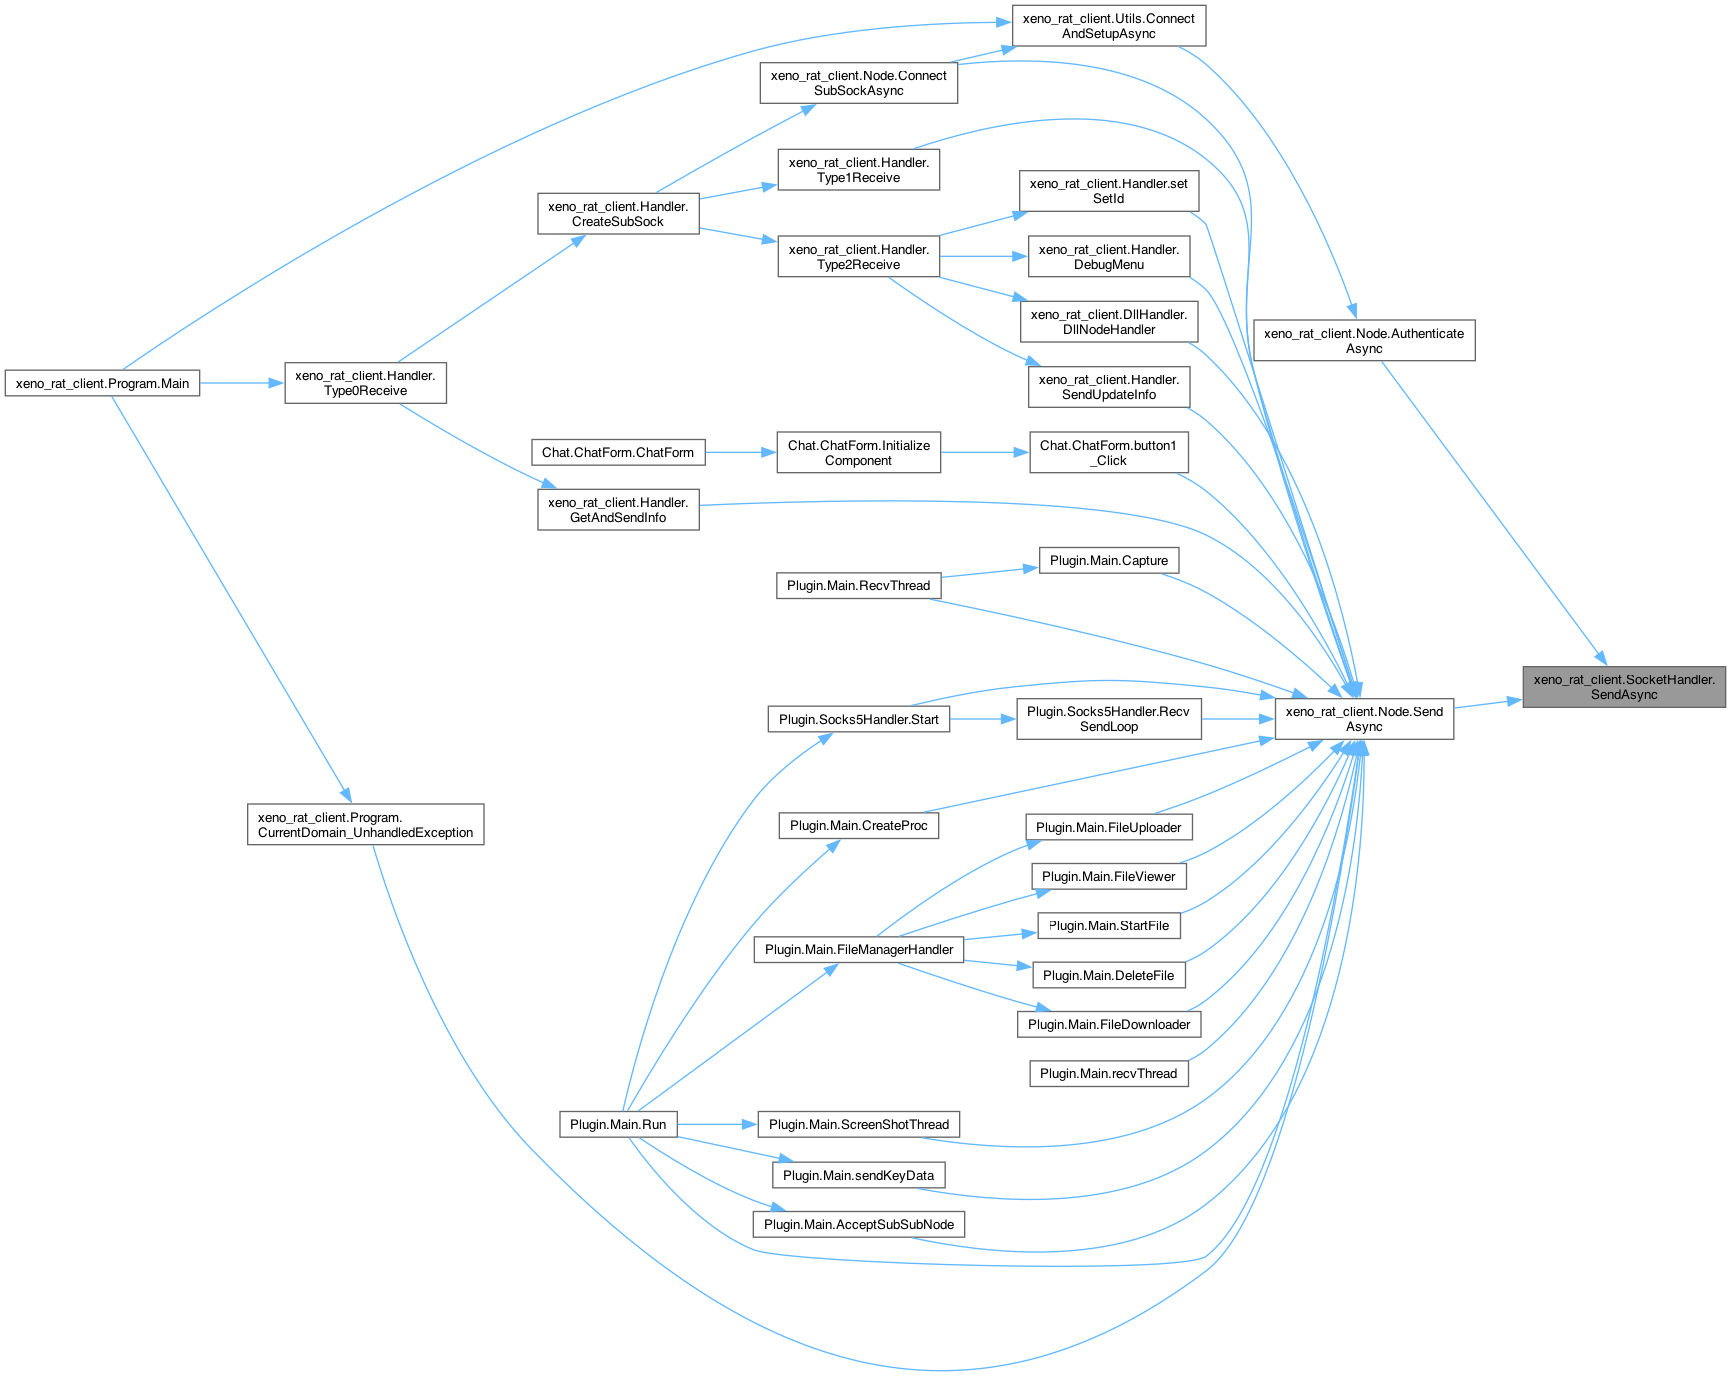 xeno_rat_client.Utils.Connect
AndSetupAsync
xeno_rat_client.Node.Connect
SubSockAsync
xeno_rat_client.Handler.
Type1Receive
xeno_rat_client.Handler.set
SetId
xeno_rat_client.Handler.
CreateSubSock
xeno_rat_client.Handler.
Type2Receive
xeno_rat_client.Handler.
DebugMenu
xeno_rat_client.DllHandler.
DllNodeHandler
xeno_rat_client.Node.Authenticate
Async
xeno_rat_client.Program.Main
xeno_rat_client.Handler.
Type0Receive
xeno_rat_client.Handler.
SendUpdateInfo
Chat.ChatForm.ChatForm
Chat.ChatForm.Initialize
Component
Chat.ChatForm.button1
_Click
xeno_rat_client.Handler.
GetAndSendInfo
Plugin.Main.Capture
Plugin.Main.RecvThread
xeno_rat_client.SocketHandler.
SendAsync
Plugin.Socks5Handler.Start
Plugin.Socks5Handler.Recv
SendLoop
xeno_rat_client.Node.Send
Async
xeno_rat_client.Program.
CurrentDomain_UnhandledException
Plugin.Main.CreateProc
Plugin.Main.FileUploader
Plugin.Main.FileViewer
Plugin.Main.StartFile
Plugin.Main.FileManagerHandler
Plugin.Main.DeleteFile
Plugin.Main.FileDownloader
Plugin.Main.recvThread
Plugin.Main.Run
Plugin.Main.ScreenShotThread
Plugin.Main.sendKeyData
Plugin.Main.AcceptSubSubNode